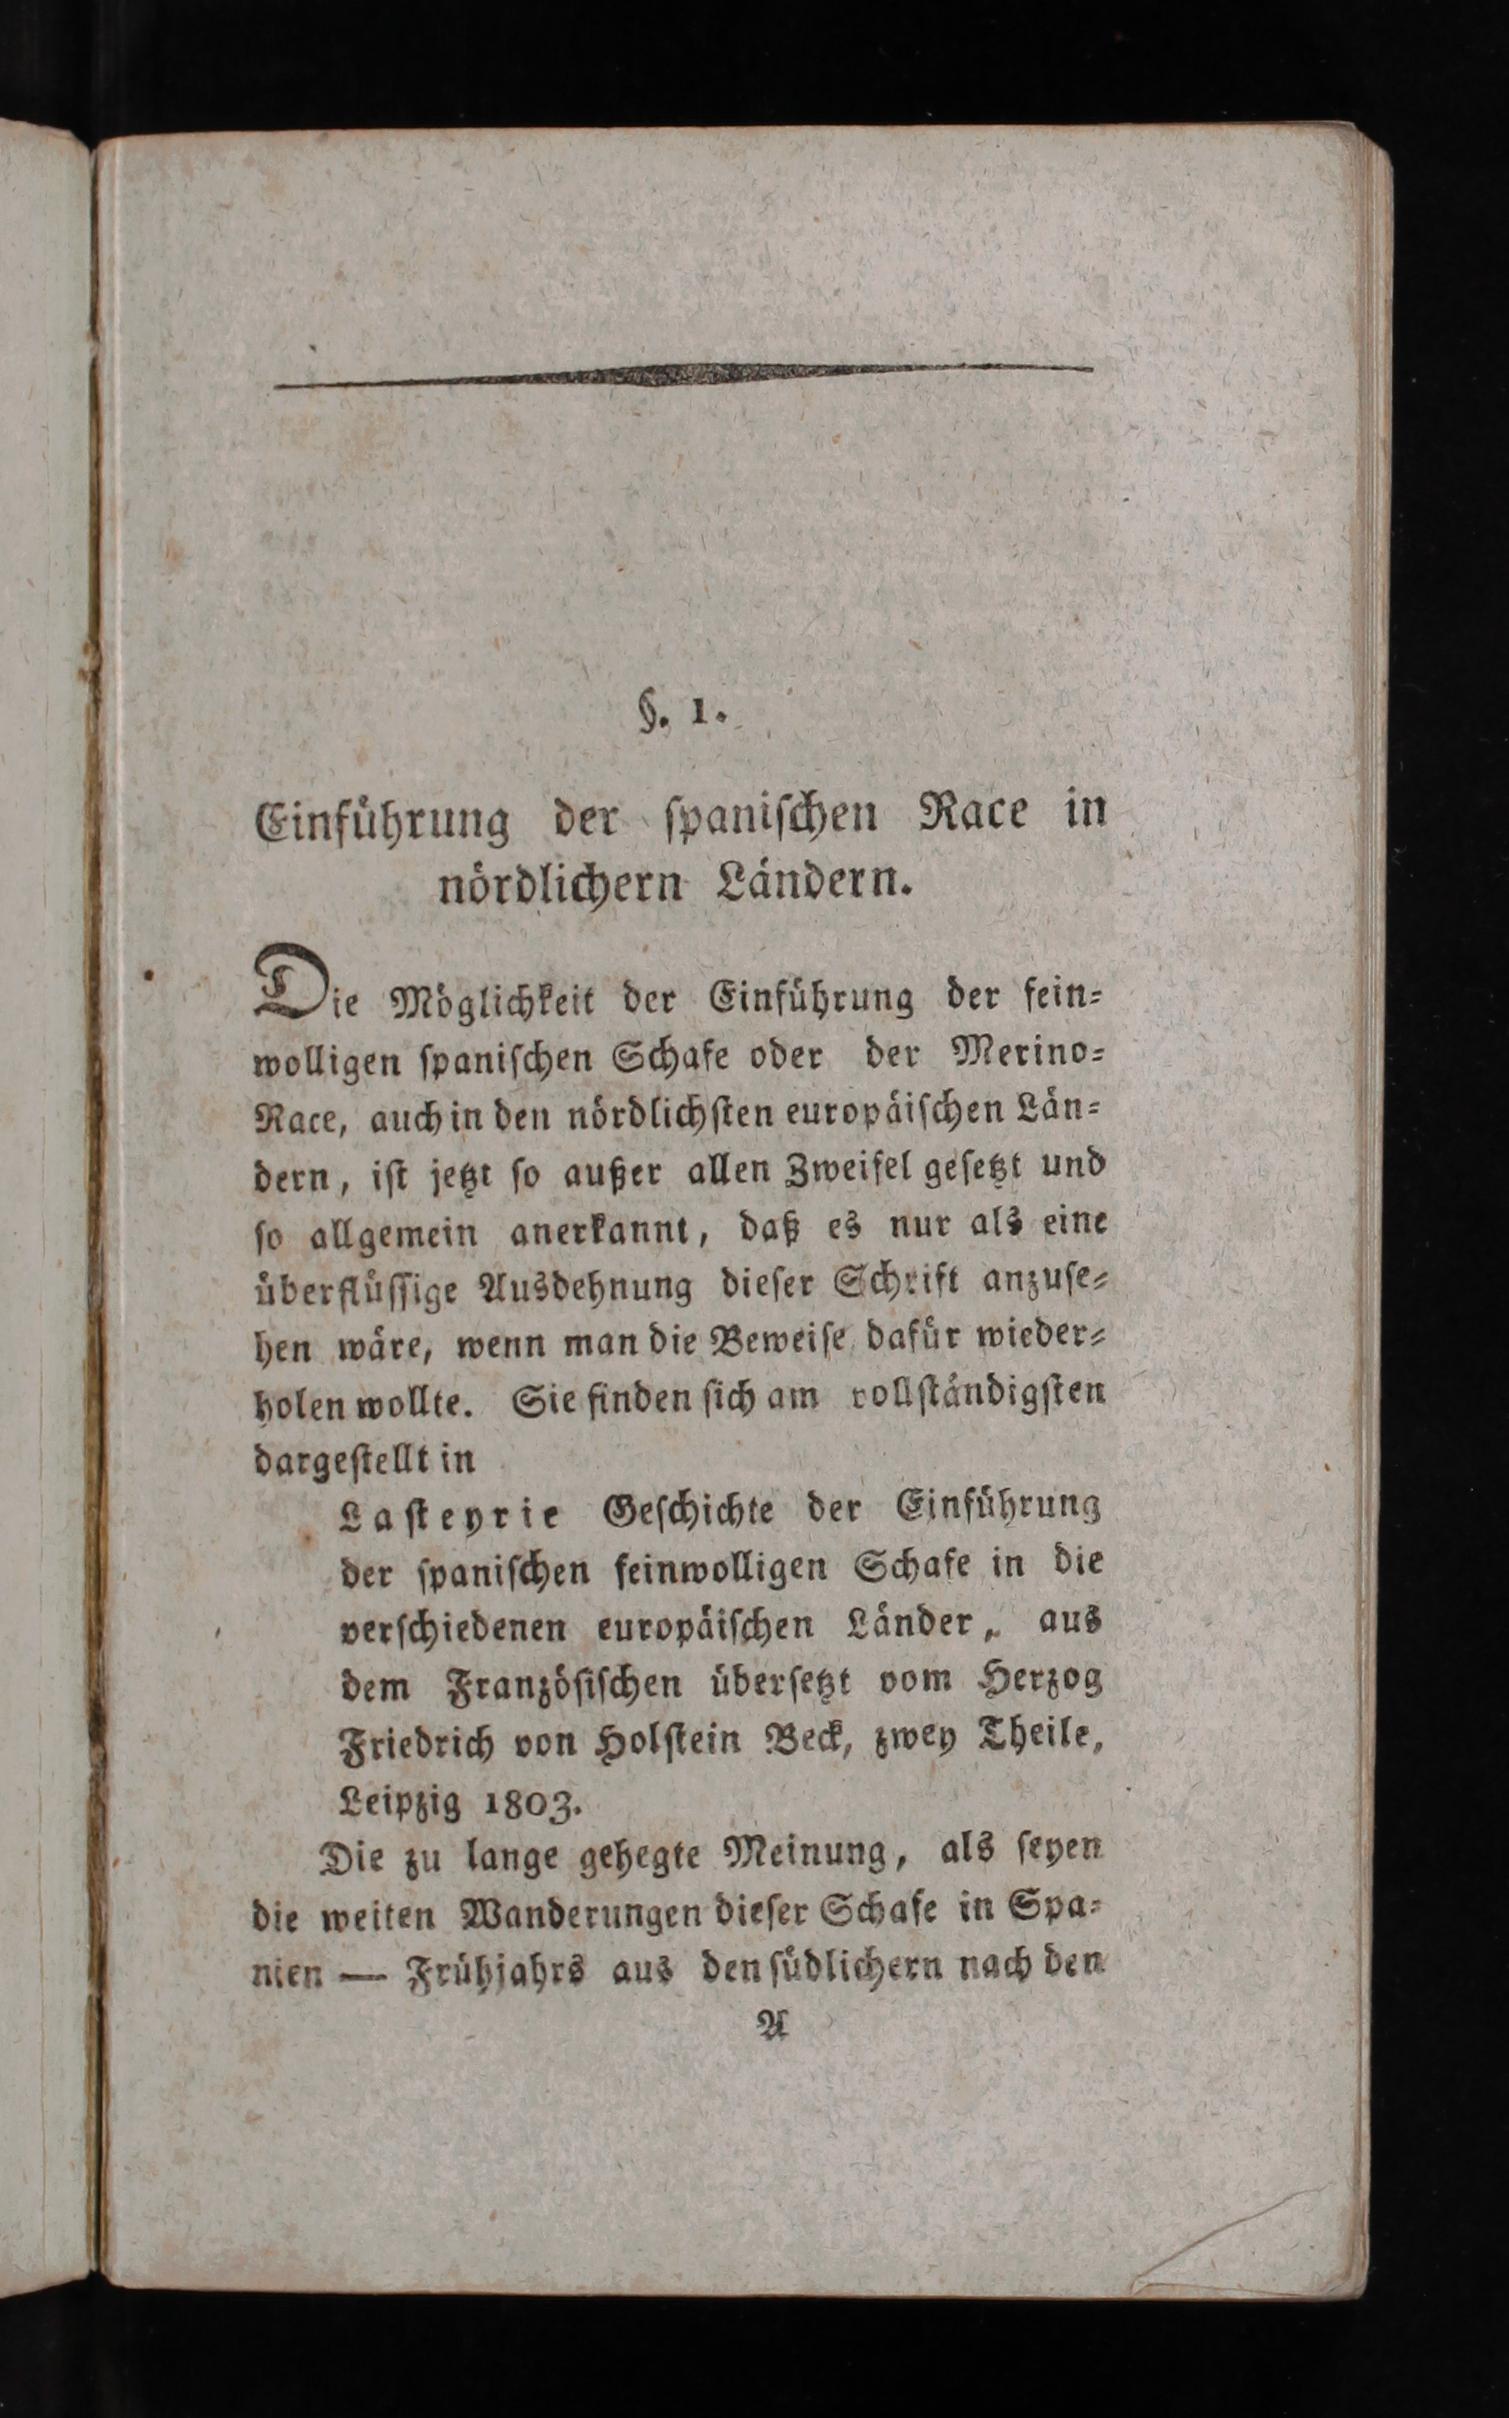 §. 1.
Einführung der ſpaniſchen Race in
nördlichern Ländern.
Die Möglichkeit der Einführung der fein⸗
wolligen ſpaniſchen Schafe oder der Merino⸗
Race, auch in den nördlichſten europäiſchen Län⸗
dern, iſt jetzt ſo außer allen Zweifel geſetzt und
ſo allgemein anerkannt, daß es nur als eine
überflüſſige Ausdehnung dieſer Schrift anzuſe⸗
hen wäre, wenn man die Beweiſe dafür wieder⸗
holen wollte. Sie finden ſich am vollſtändigſten
dargeſtellt in
Laſteyrie Geſchichte der Einführung
der ſpaniſchen feinwolligen Schafe in die
verſchiedenen europäiſchen Länder, aus
dem Franzöſiſchen überſetzt vom Herzog
Friedrich von Holſtein Beck, zwey Theile,
Leipzig 1803.
Die zu lange gehegte Meinung, als ſeyen
die weiten Wanderungen dieſer Schafe in Spa⸗
nien — Frühjahrs aus den ſüdlichern nach den
A